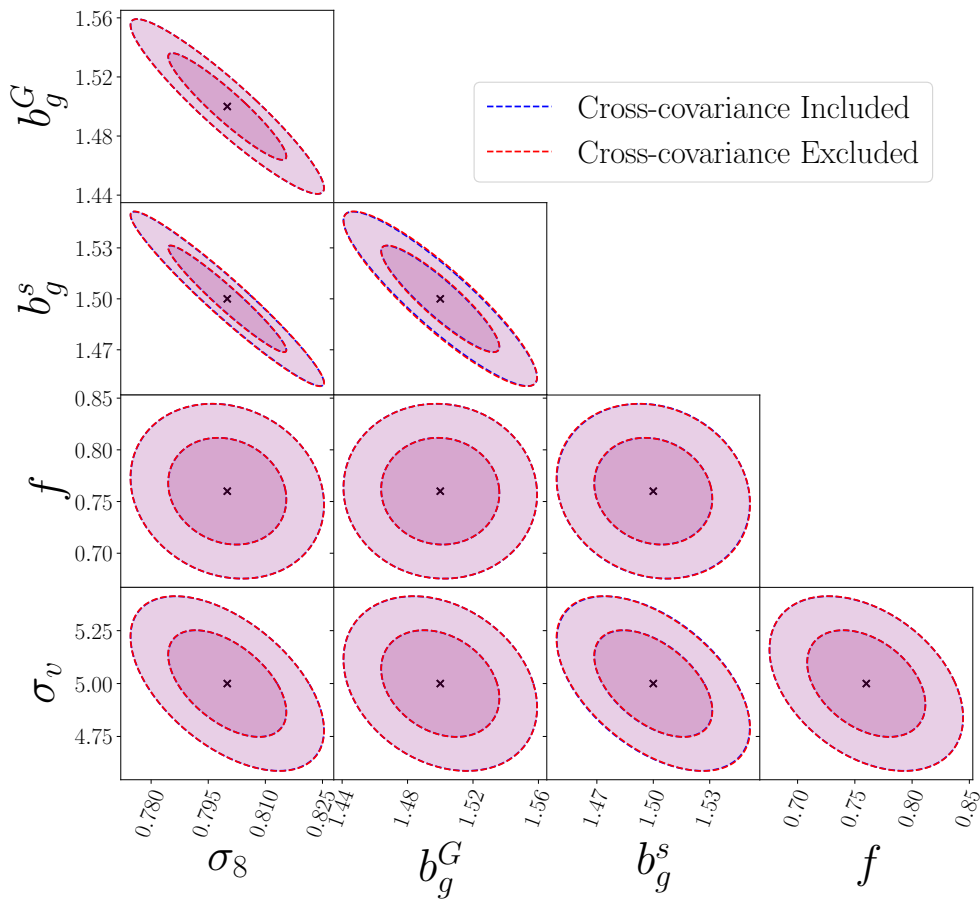 1.56
1.52
1.48
1.44
b_g^G
Cross-covariance Included
Cross-covariance Excluded
1.53
1.50
1.47
b_g^s
0.85
0.80
0.75
0.70
f
5.25
5.00
4.75
σ_v
0.780 0.795 0.810 0.825 1.44 1.48 1.52 1.56 1.47 1.50 1.53 0.70 0.75 0.80 0.85
σ_8 b_g^G b_g^s f